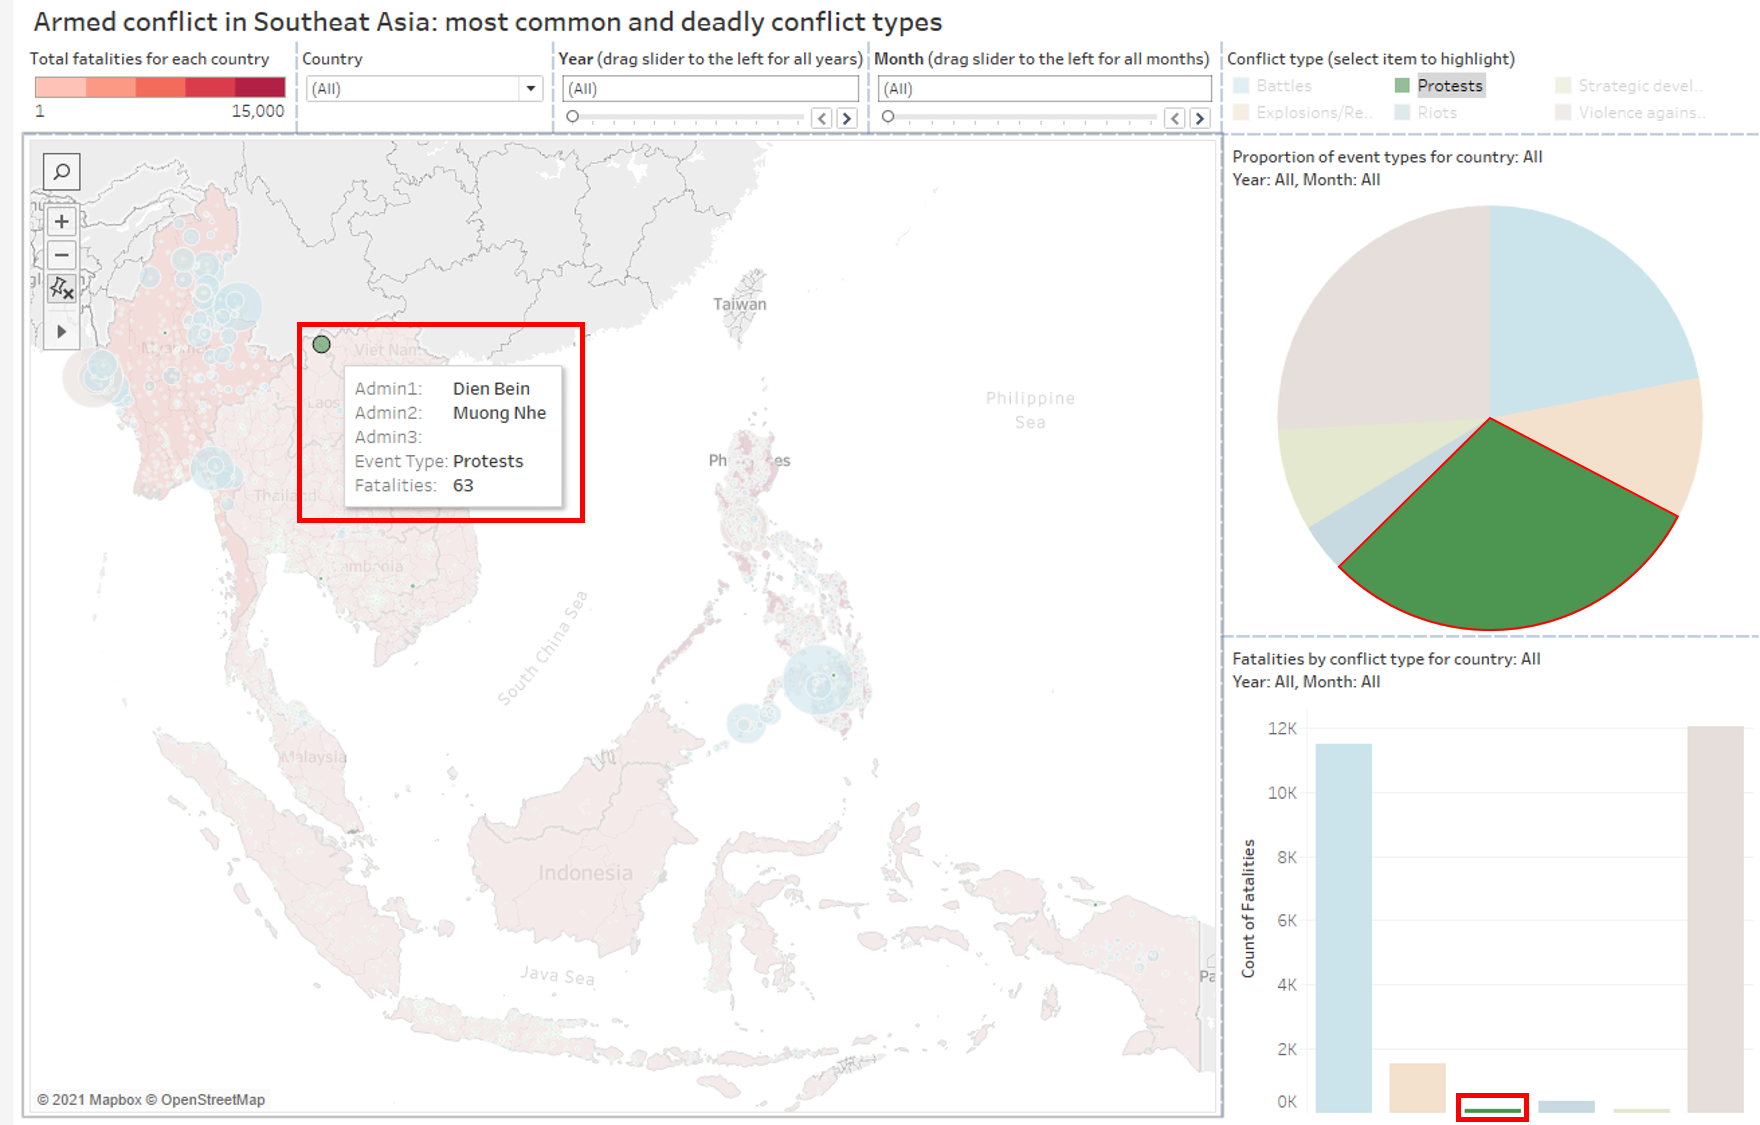 Armed conflict in Southeat Asia: most common and deadly conflict types
Total fatalities for each country
1
15,000
Country
(All)
Year (drag slider to the left for all years)
(All)
Month (drag slider to the left for all months)
(All)
Conflict type (select item to highlight)
Battles
Protests
Strategic devel..
Explosions/Re..
Riots
Violence agains..
Taiwan
Myanmar
Viet Nam
Laos
Admin1: Dien Bein
Admin2: Muong Nhe
Admin3:
Event Type: Protests
Fatalities: 63
Thailand
Cambonia
Philippine
Sea
Ph
es
South China Sea
Malaysia
Indonesia
Java Sea
Pa
© 2021 Mapbox © OpenStreetMap
Proportion of event types for country: All
Year: All, Month: All
Fatalities by conflict type for country: All
Year: All, Month: All
Count of Fatalities
12K
10K
8K
6K
4K
2K
0K